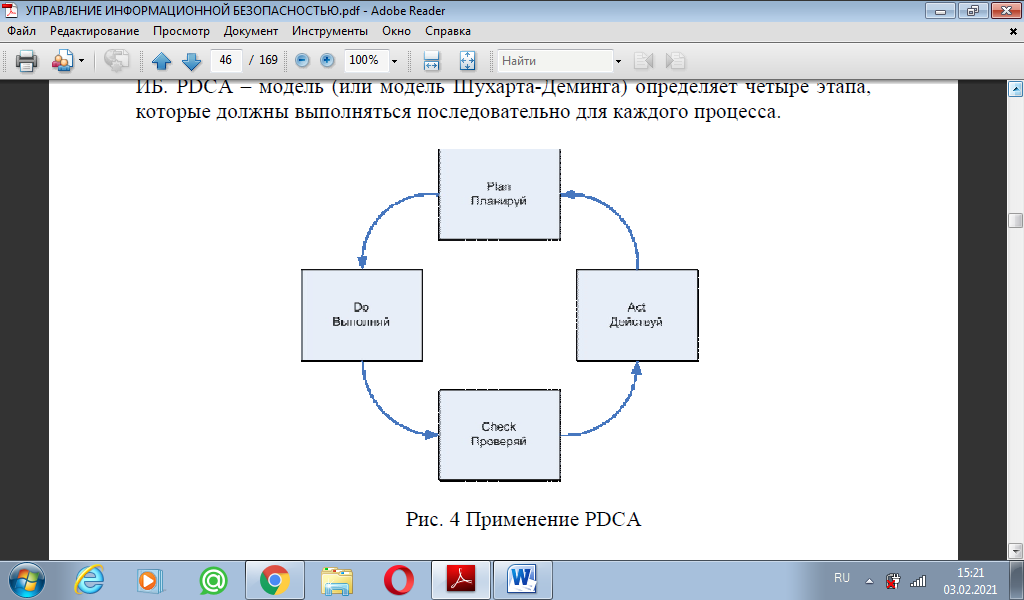 УПРАВЛЕНИЕ ИНФОРМАЦИОННОЙ БЕЗОПАСНОСТЬЮ.pdf - Adobe Reader
Файл Редактирование Просмотр Документ Инструменты Окно Справка
46 / 169 100% Найти
ИБ. PDCA – модель (или модель Шухарта-Деминга) определяет четыре этапа,
которые должны выполняться последовательно для каждого процесса.
Plan
Планируй
Do
Выполняй
Act
Действуй
Check
Проверяй
Рис. 4 Применение PDCA
RU
15:21
03.02.2021